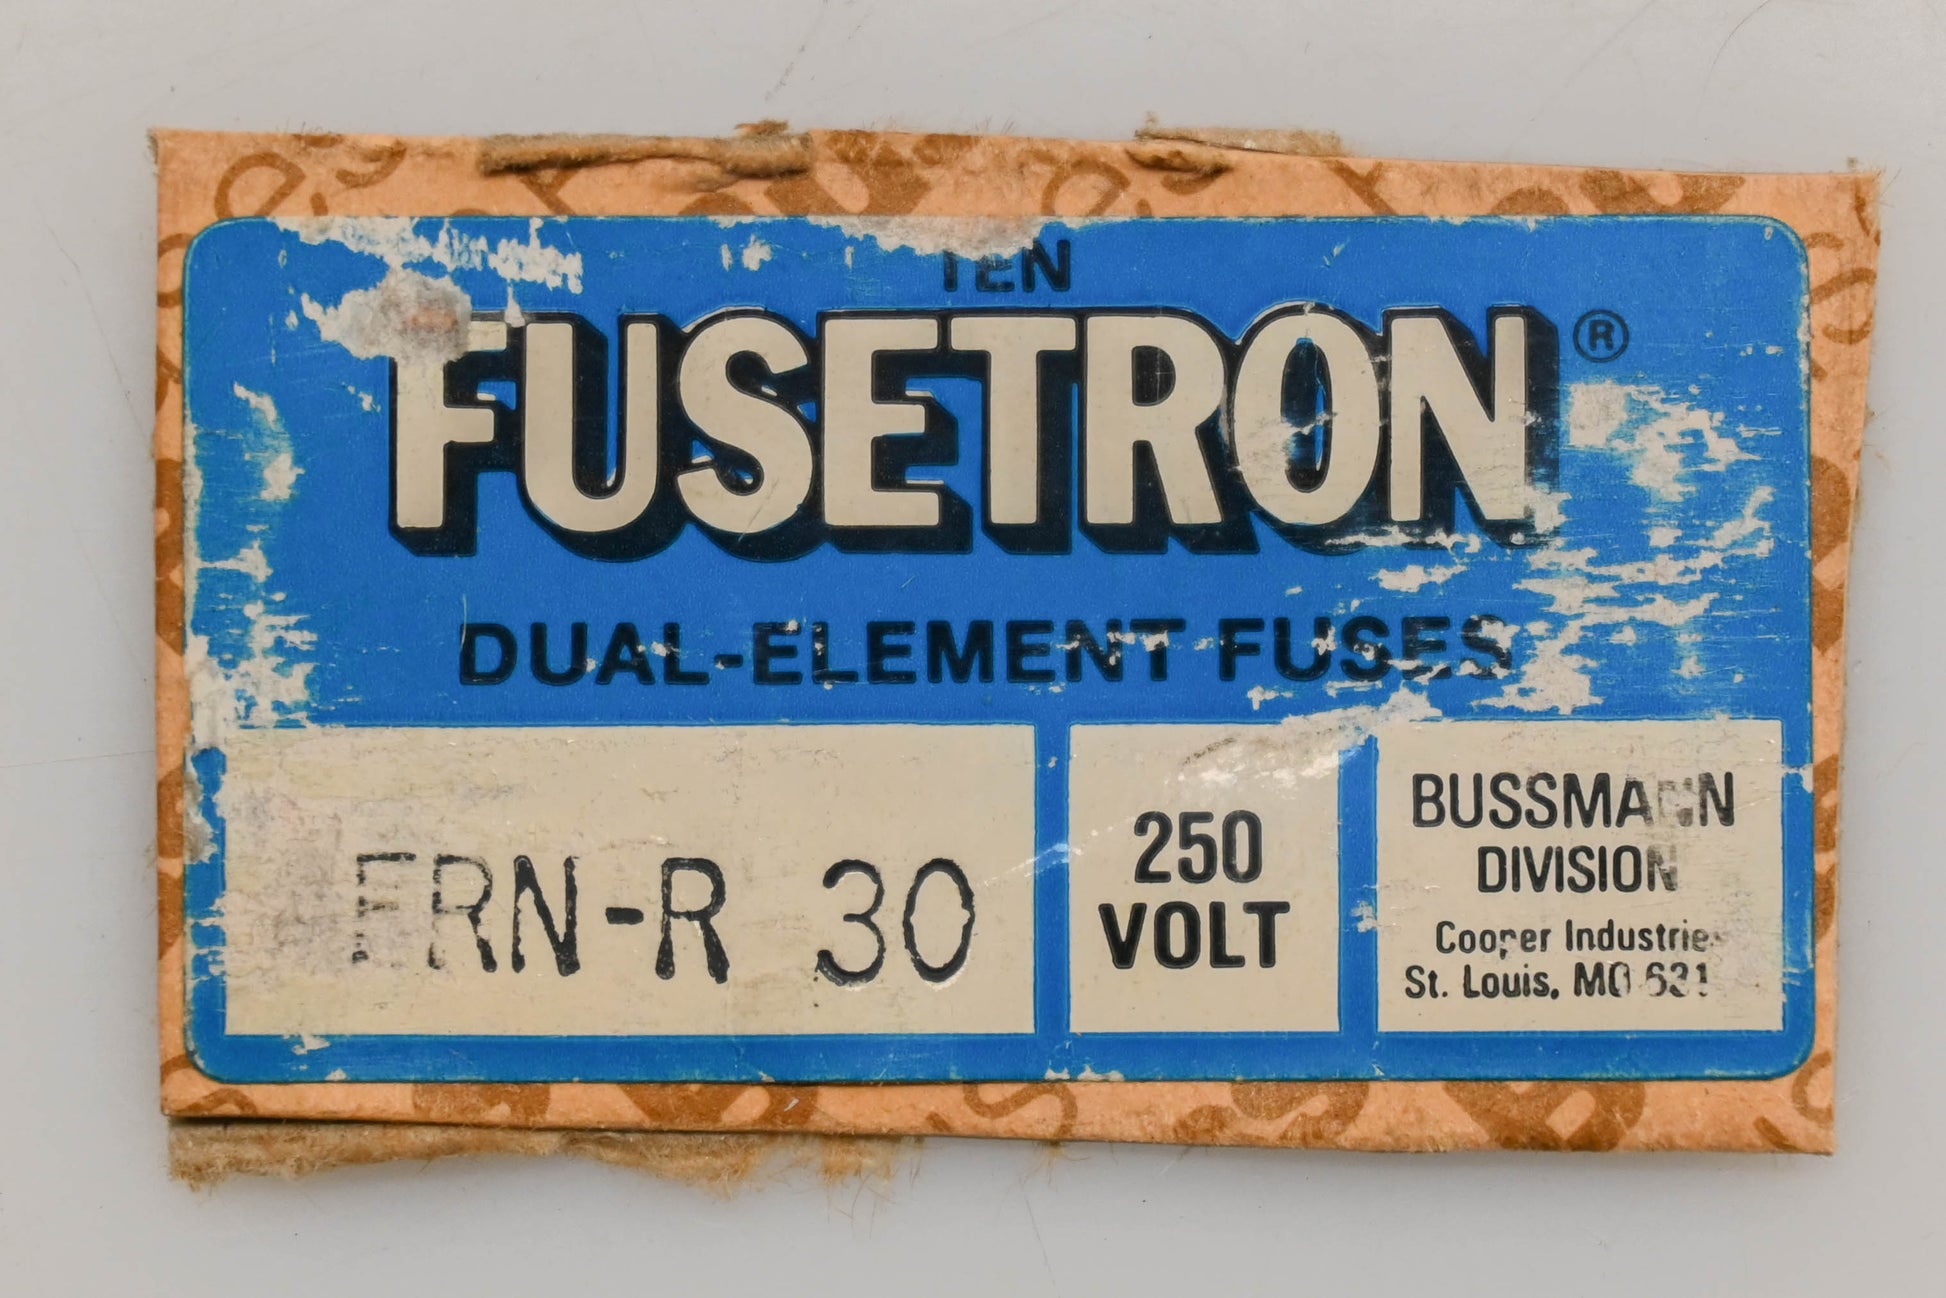 TEN
FUSETRON®
DUAL-ELEMENT FUSES
FRN-R 30
250
VOLT
BUSSMANN
DIVISION
Cooper Industries
St. Louis, MO